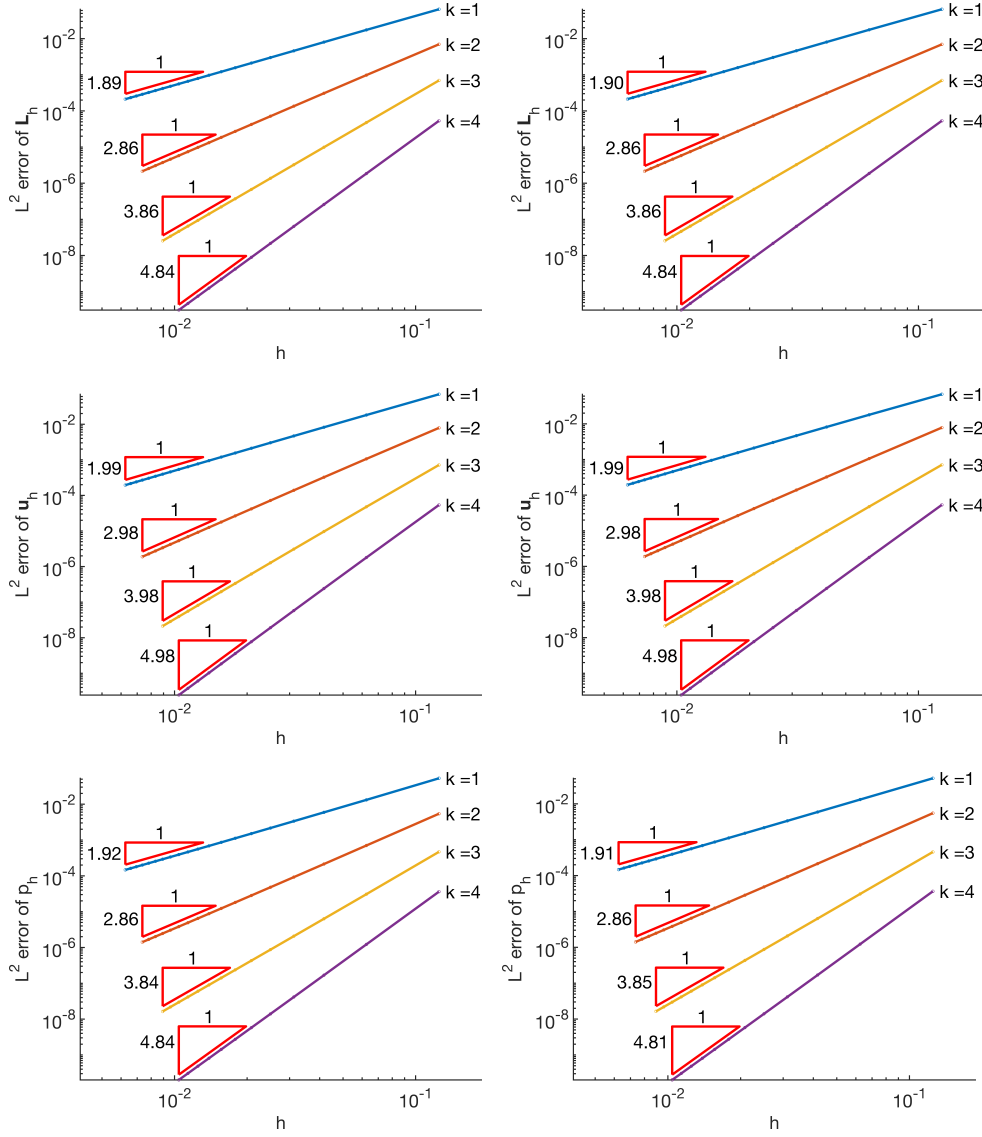 L² error of L_h
10⁻²
10⁻⁴
10⁻⁶
10⁻⁸
k =1
k =2
k =3
k =4
1
1.89
1
2.86
1
3.86
1
4.84
10⁻²
10⁻¹
h
L² error of L_h
10⁻²
10⁻⁴
10⁻⁶
10⁻⁸
k =1
k =2
k =3
k =4
1
1.90
1
2.86
1
3.86
1
4.84
10⁻²
10⁻¹
h
L² error of u_h
10⁻²
10⁻⁴
10⁻⁶
10⁻⁸
k =1
k =2
k =3
k =4
1
1.99
1
2.98
1
3.98
1
4.98
10⁻²
10⁻¹
h
L² error of u_h
10⁻²
10⁻⁴
10⁻⁶
10⁻⁸
k =1
k =2
k =3
k =4
1
1.99
1
2.98
1
3.98
1
4.98
10⁻²
10⁻¹
h
L² error of p_h
10⁻²
10⁻⁴
10⁻⁶
10⁻⁸
k =1
k =2
k =3
k =4
1
1.92
1
2.86
1
3.84
1
4.84
10⁻²
10⁻¹
h
L² error of p_h
10⁻²
10⁻⁴
10⁻⁶
10⁻⁸
k =1
k =2
k =3
k =4
1
1.91
1
2.86
1
3.85
1
4.81
10⁻²
10⁻¹
h